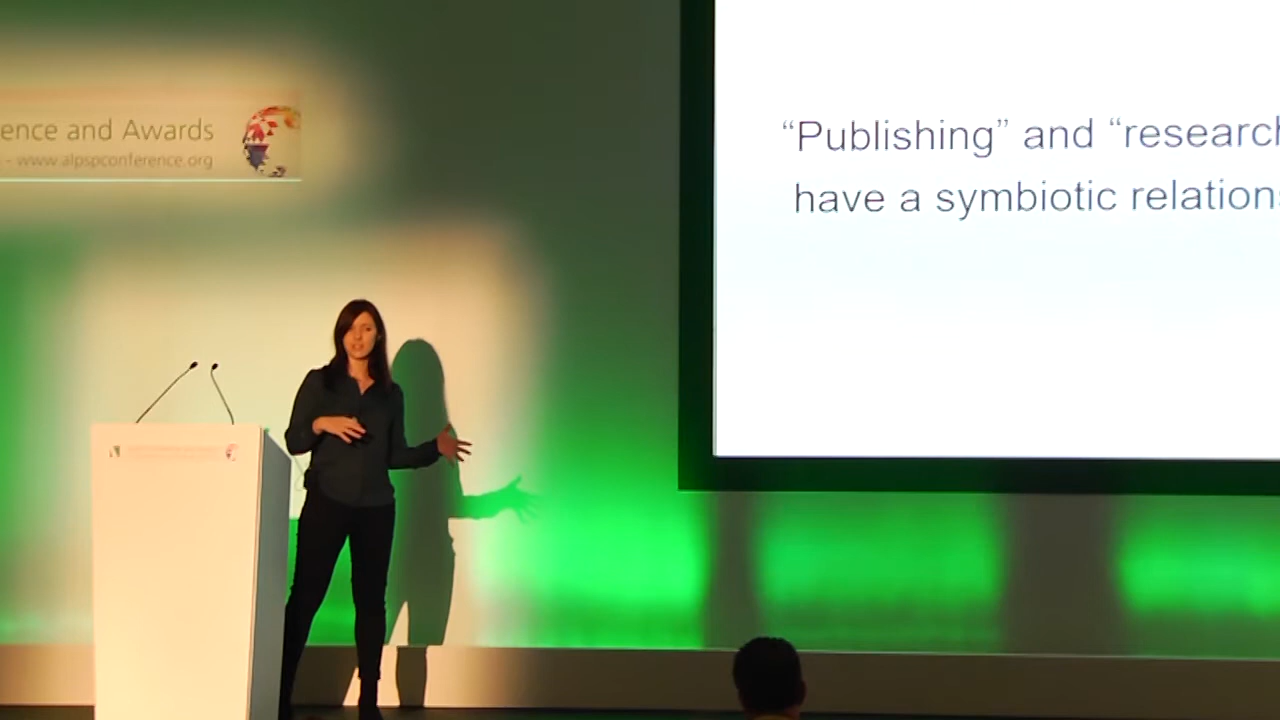 ence and Awards
- www.alpspconference.org
“Publishing” and “research
have a symbiotic relations